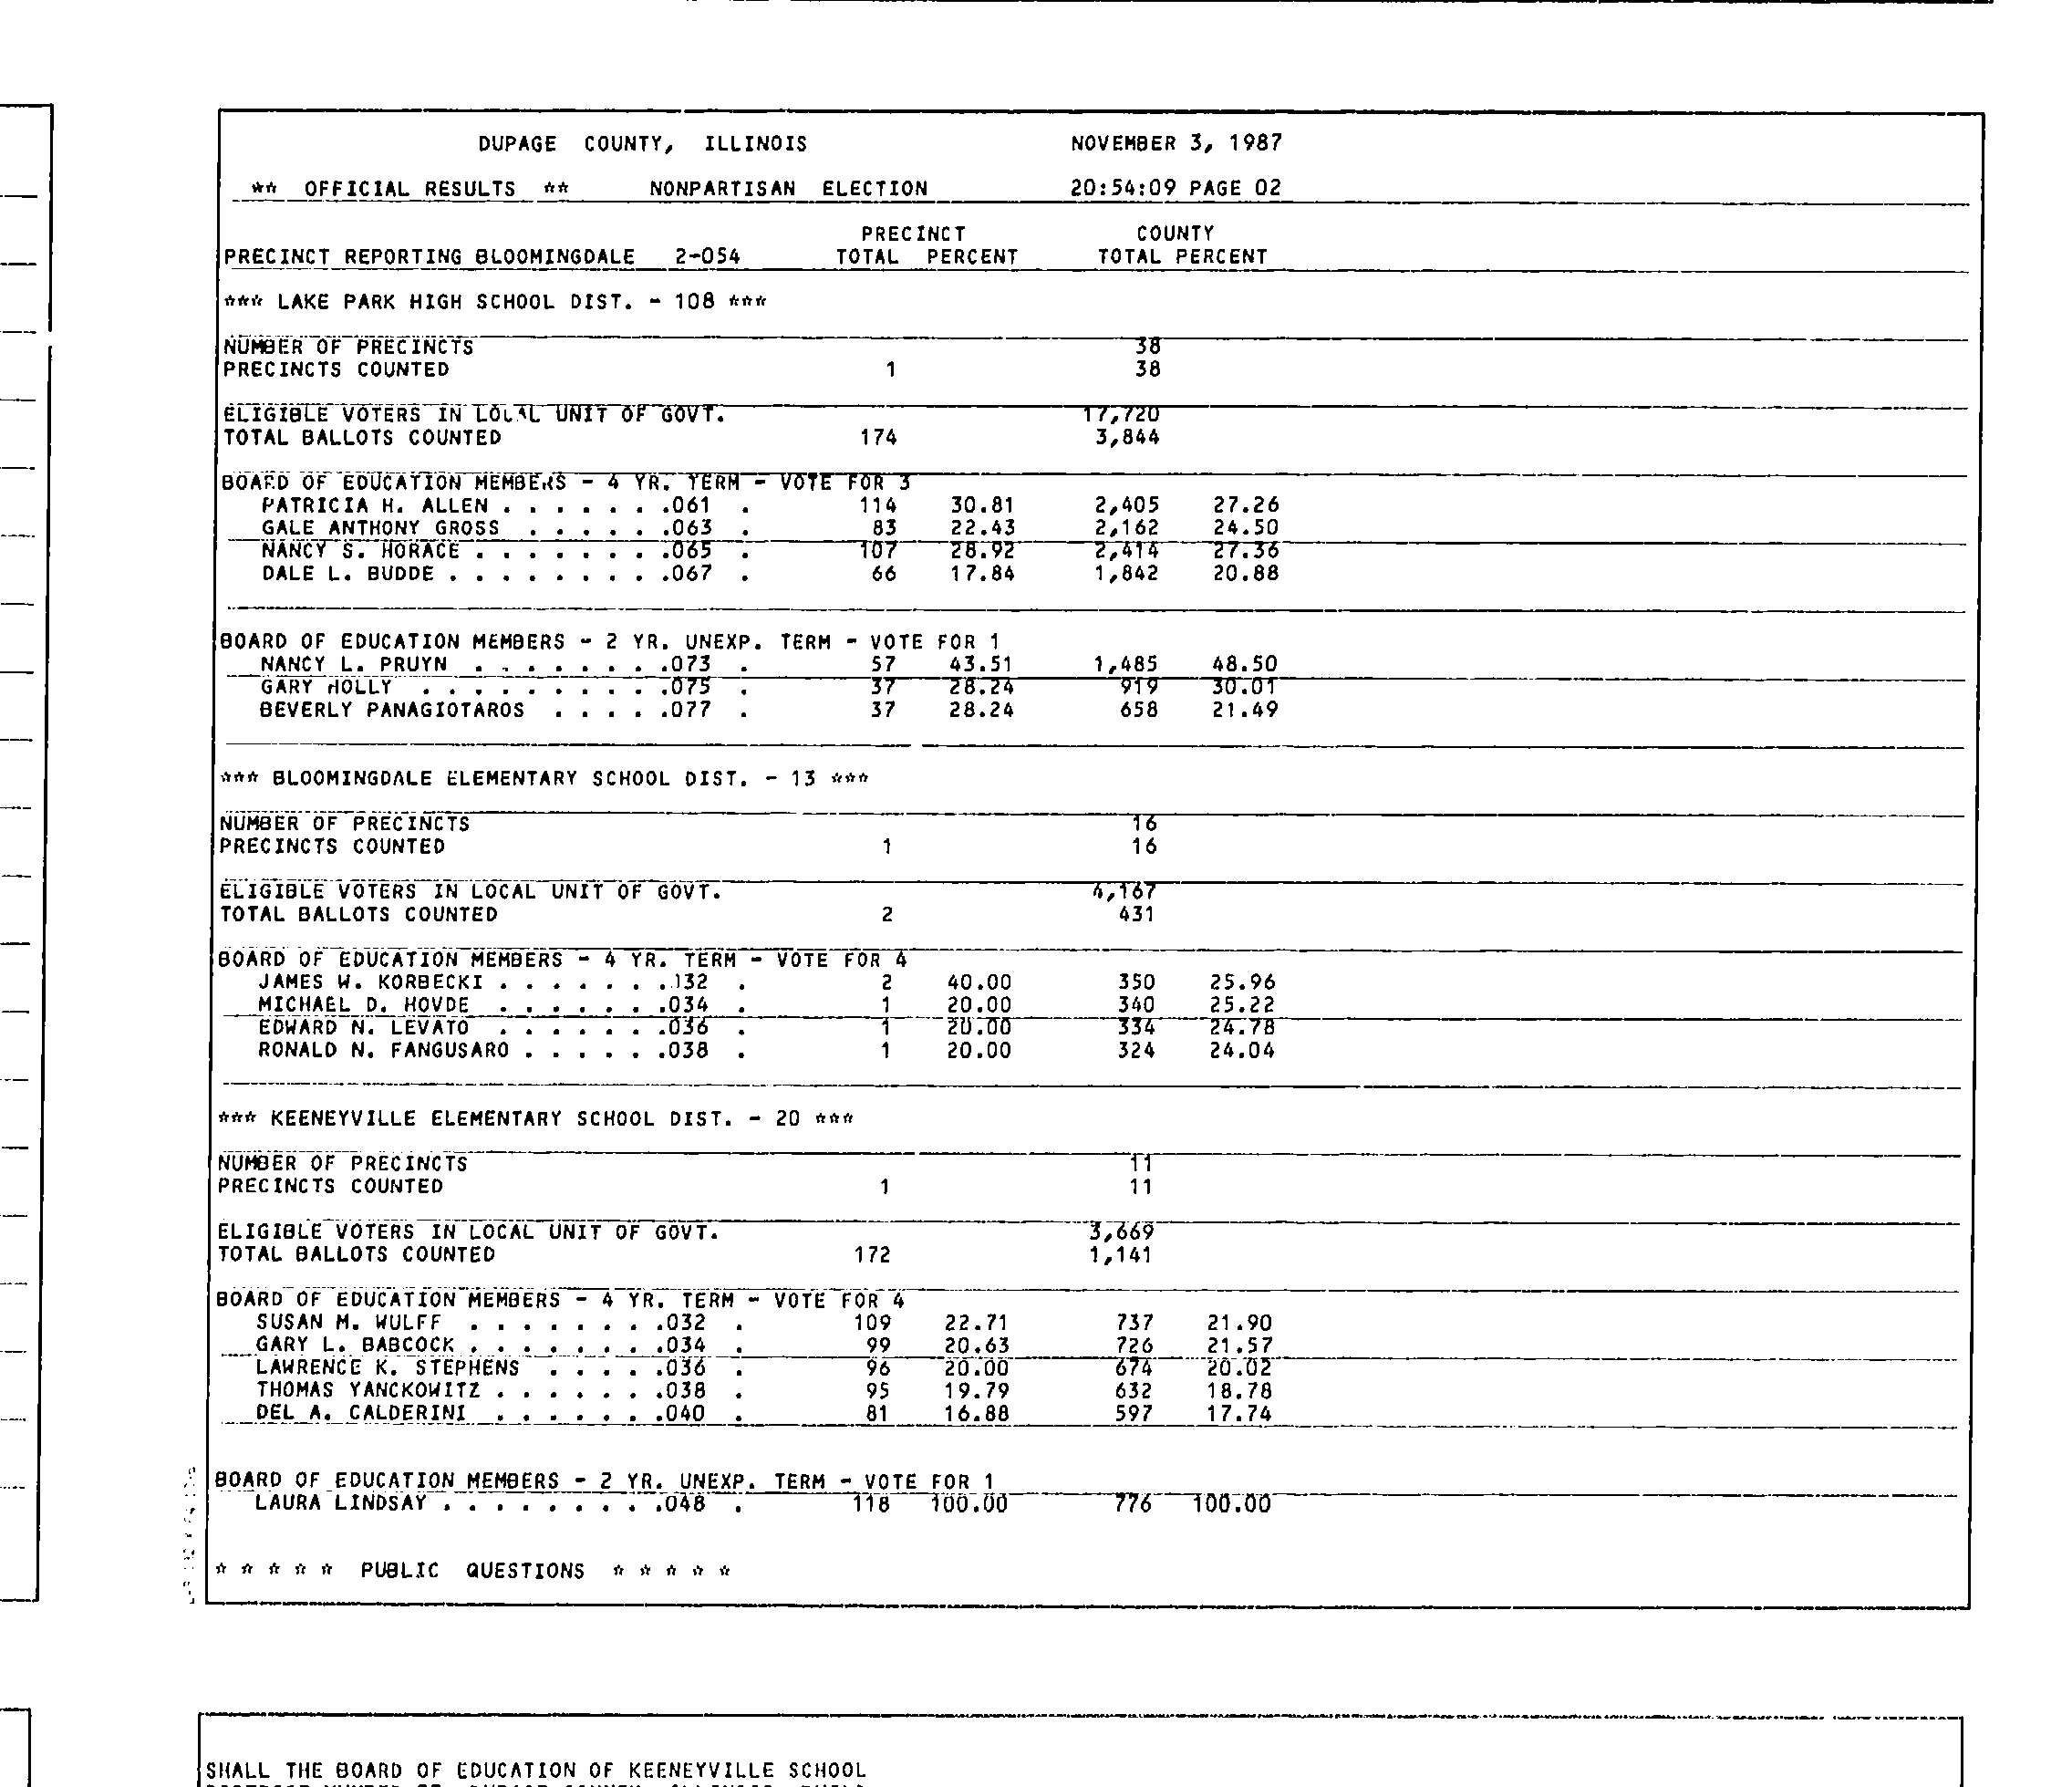 DUPAGE COUNTY, ILLINOIS NOVEMBER 3, 1987
** OFFICIAL RESULTS ** NONPARTISAN ELECTION 20:54:09 PAGE 02
PRECINCT COUNTY
PRECINCT REPORTING BLOOMINGDALE 2-054 TOTAL PERCENT TOTAL PERCENT
*** LAKE PARK HIGH SCHOOL DIST. - 108 ***
NUMBER OF PRECINCTS 38
PRECINCTS COUNTED 1 38
ELIGIBLE VOTERS IN LOCAL UNIT OF GOVT. 17,720
TOTAL BALLOTS COUNTED 174 3,844
BOARD OF EDUCATION MEMBERS - 4 YR. TERM - VOTE FOR 3
PATRICIA H. ALLEN . . . . . . .061 . 114 30.81 2,405 27.26
GALE ANTHONY GROSS . . . . . .063 . 83 22.43 2,162 24.50
NANCY S. HORACE . . . . . . . .065 . 107 28.92 2,414 27.36
DALE L. BUDDE . . . . . . . . .067 . 66 17.84 1,842 20.88
BOARD OF EDUCATION MEMBERS - 2 YR. UNEXP. TERM - VOTE FOR 1
NANCY L. PRUYN . . . . . . . .073 . 57 43.51 1,485 48.50
GARY HOLLY . . . . . . . . . .075 . 37 28.24 919 30.01
BEVERLY PANAGIOTAROS . . . . .077 . 37 28.24 658 21.49
*** BLOOMINGDALE ELEMENTARY SCHOOL DIST. - 13 ***
NUMBER OF PRECINCTS 16
PRECINCTS COUNTED 1 16
ELIGIBLE VOTERS IN LOCAL UNIT OF GOVT. 4,167
TOTAL BALLOTS COUNTED 2 431
BOARD OF EDUCATION MEMBERS - 4 YR. TERM - VOTE FOR 4
JAMES W. KORBECKI . . . . . . .132 . 2 40.00 350 25.96
MICHAEL D. HOVDE . . . . . . .034 . 1 20.00 340 25.22
EDWARD N. LEVATO . . . . . . .036 . 1 20.00 334 24.78
RONALD N. FANGUSARO . . . . . .038 . 1 20.00 324 24.04
*** KEENEYVILLE ELEMENTARY SCHOOL DIST. - 20 ***
NUMBER OF PRECINCTS 11
PRECINCTS COUNTED 1 11
ELIGIBLE VOTERS IN LOCAL UNIT OF GOVT. 3,669
TOTAL BALLOTS COUNTED 172 1,141
BOARD OF EDUCATION MEMBERS - 4 YR. TERM - VOTE FOR 4
SUSAN M. WULFF . . . . . . . .032 . 109 22.71 737 21.90
GARY L. BABCOCK . . . . . . . .034 . 99 20.63 726 21.57
LAWRENCE K. STEPHENS . . . . .036 . 96 20.00 674 20.02
THOMAS YANCKOWITZ . . . . . . .038 . 95 19.79 632 18.78
DEL A. CALDERINI . . . . . . .040 . 81 16.88 597 17.74
BOARD OF EDUCATION MEMBERS - 2 YR. UNEXP. TERM - VOTE FOR 1
LAURA LINDSAY . . . . . . . . .048 . 118 100.00 776 100.00
* * * * * PUBLIC QUESTIONS * * * * *
SHALL THE BOARD OF EDUCATION OF KEENEYVILLE SCHOOL